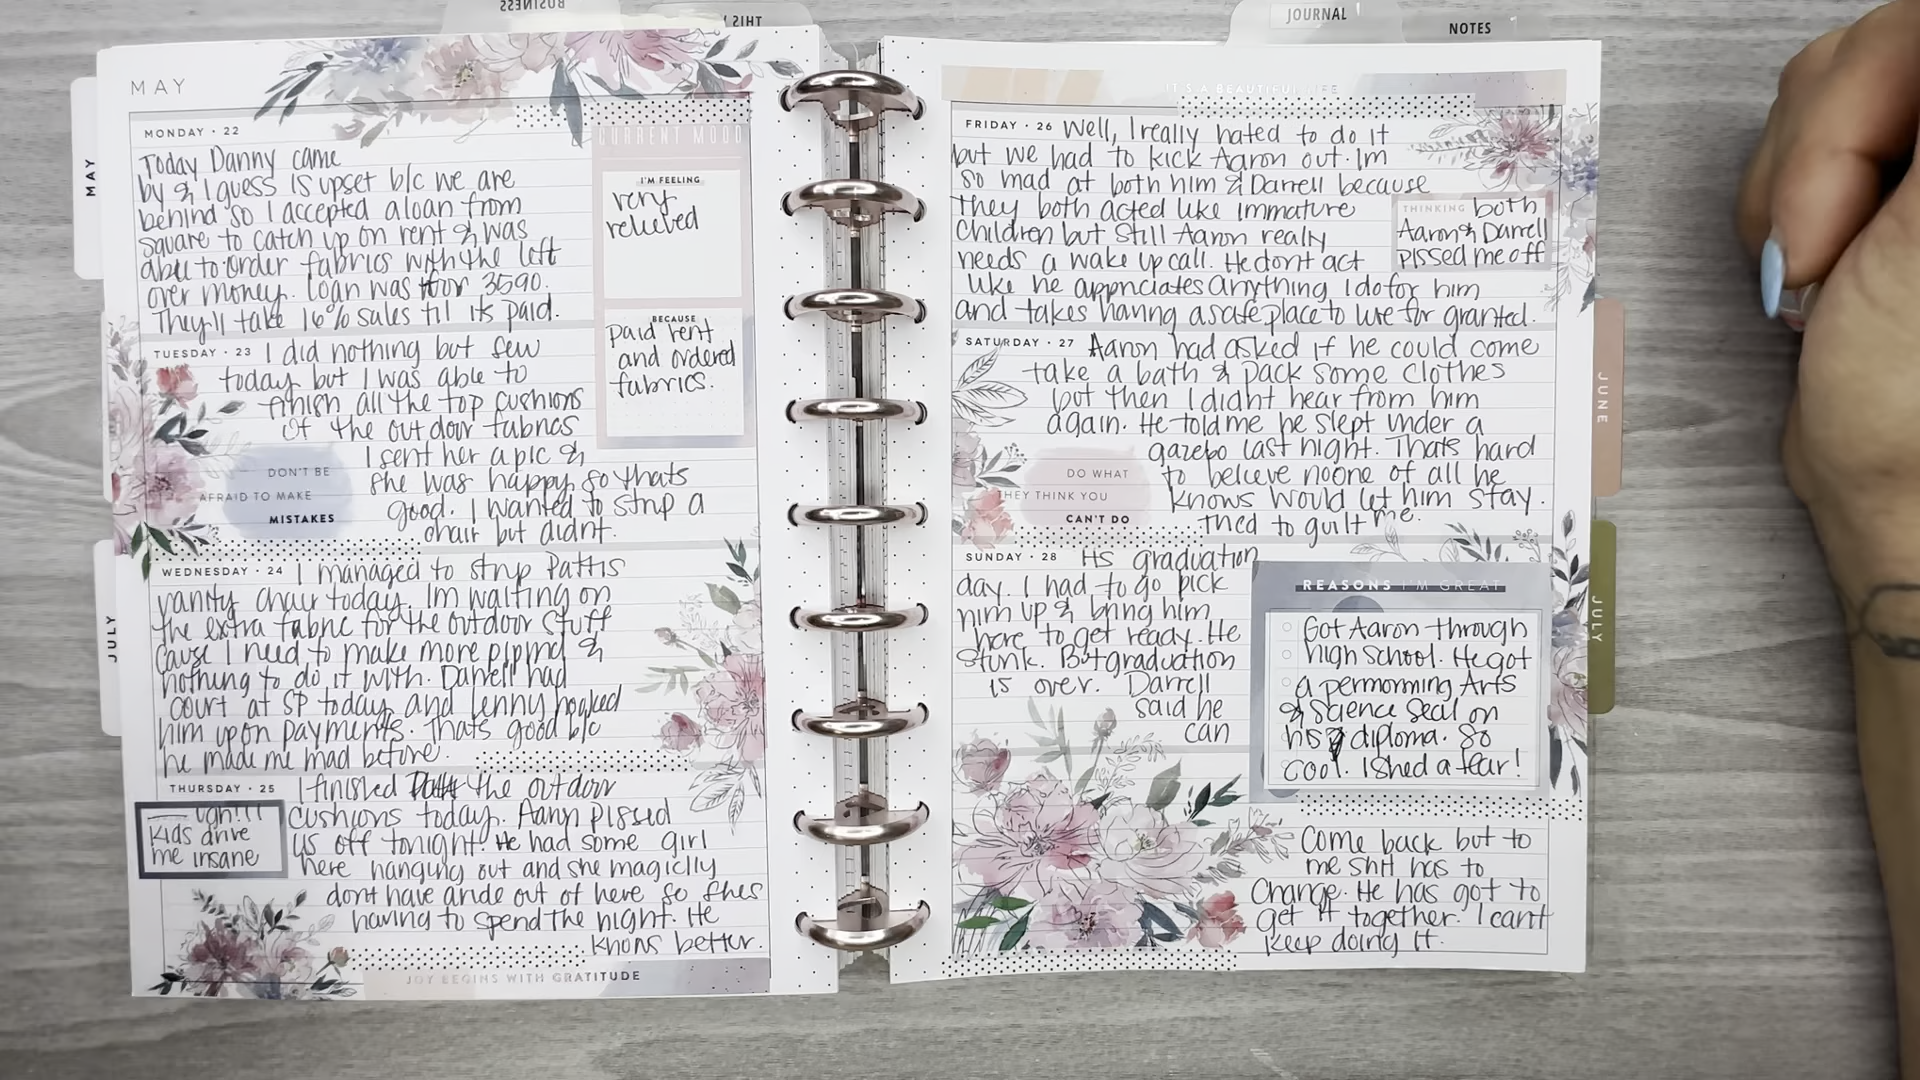 BUSINESS
THIS
JOURNAL
NOTES
MAY
MAY
JULY
MONDAY · 22
Today Danny came
by & I guess is upset b/c we are
behind so I accepted a loan from
Square to catch up on rent & was
able to order fabrics with the left
over money. Loan was for 3590.
They'll take 16% sales til its paid.
CURRENT MOOD
I'M FEELING
very
relieved
BECAUSE
paid rent
and ordered
fabrics.
TUESDAY · 23 I did nothing but sew
today but I was able to
finish all the top cushions
of the outdoor fabrics
I sent her a pic &
she was happy so thats
good. I wanted to strip a
chair but didnt.
DON'T BE
AFRAID TO MAKE
MISTAKES
WEDNESDAY · 24 I managed to strip Pattis
vanity chair today. Im waiting on
the extra fabric for the outdoor stuff
cause I need to make more piping &
nothing to do it with. Darrell had
court at SP today and Lenny hooked
him up on payments. Thats good b/c
he made me mad before.
THURSDAY · 25 I finished the outdoor
cushions today. Aaron pissed
us off tonight. He had some girl
here hanging out and she magiclly
dont have a ride out of here so shes
having to spend the night. He
knows better.
ugh!!!
Kids drive
me insane
JOY BEGINS WITH GRATITUDE
IT'S A BEAUTIFUL LIFE
FRIDAY · 26 Well, I really hated to do it
but we had to kick Aaron out. Im
so mad at both him & Darrell because
they both acted like immature
children but still Aaron really
needs a wake up call. He dont act
like he appriciates anything I do for him
and takes having a safe place to live for granted.
THINKING both
Aaron & Darrell
pissed me off
SATURDAY · 27 Aaron had asked if he could come
take a bath & pack some clothes
but then I didnt hear from him
again. He told me he slept under a
gazebo last night. Thats hard
to believe no one of all he
knows would let him stay.
tried to guilt me.
DO WHAT
THEY THINK YOU
CAN'T DO
SUNDAY · 28 HS graduation
day. I had to go pick
him up & bring him
here to get ready. He
stunk. But graduation
is over. Darrell
said he
can
REASONS I'M GREAT
Got Aaron through
high school. He got
a permorming Arts
& Science seal on
his diploma. So
cool. I shed a tear!
Come back but to
me shit has to
Change. He has got to
get it together. I can't
keep doing it.
JUNE
JULY